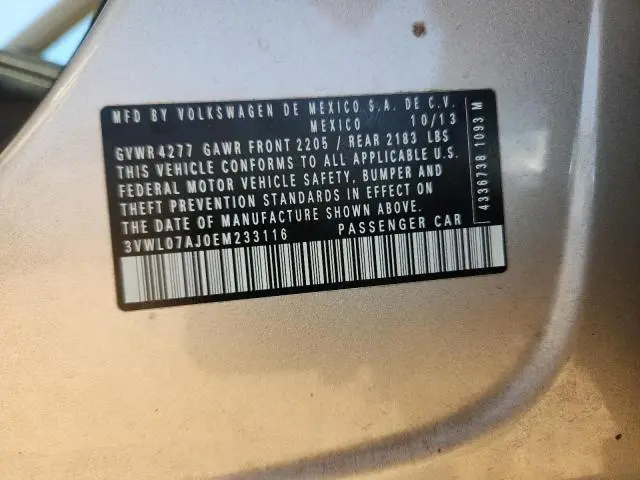 MFD BY VOLKSWAGEN DE MEXICO S.A. DE C.V.
MEXICO 10/13
GVWR 4277 GAWR FRONT 2205 / REAR 2183 LBS
THIS VEHICLE CONFORMS TO ALL APPLICABLE U.S.
FEDERAL MOTOR VEHICLE SAFETY, BUMPER AND
THEFT PREVENTION STANDARDS IN EFFECT ON
THE DATE OF MANUFACTURE SHOWN ABOVE.
3VWL07AJ0EM233116 PASSENGER CAR
4336738 1093 M